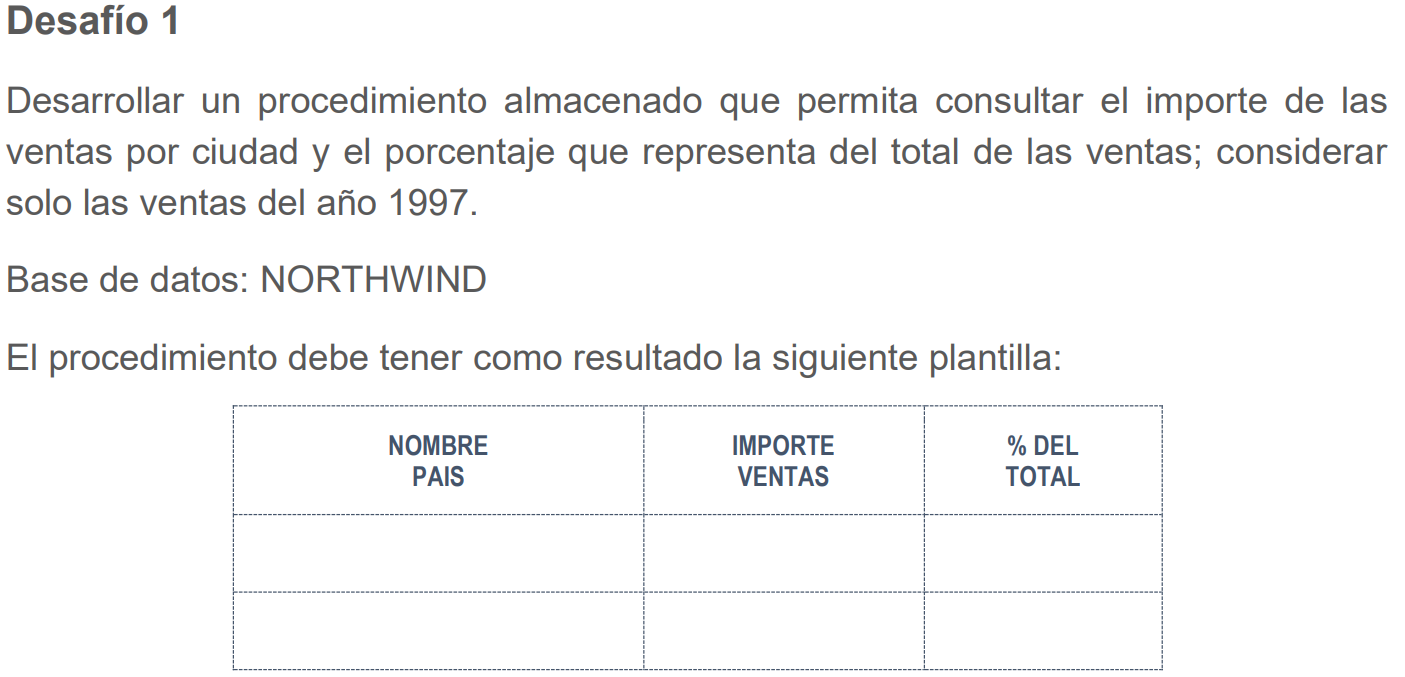 Desafío 1
Desarrollar un procedimiento almacenado que permita consultar el importe de las
ventas por ciudad y el porcentaje que representa del total de las ventas; considerar
solo las ventas del año 1997.
Base de datos: NORTHWIND
El procedimiento debe tener como resultado la siguiente plantilla:
NOMBRE
PAIS
IMPORTE
VENTAS
% DEL
TOTAL